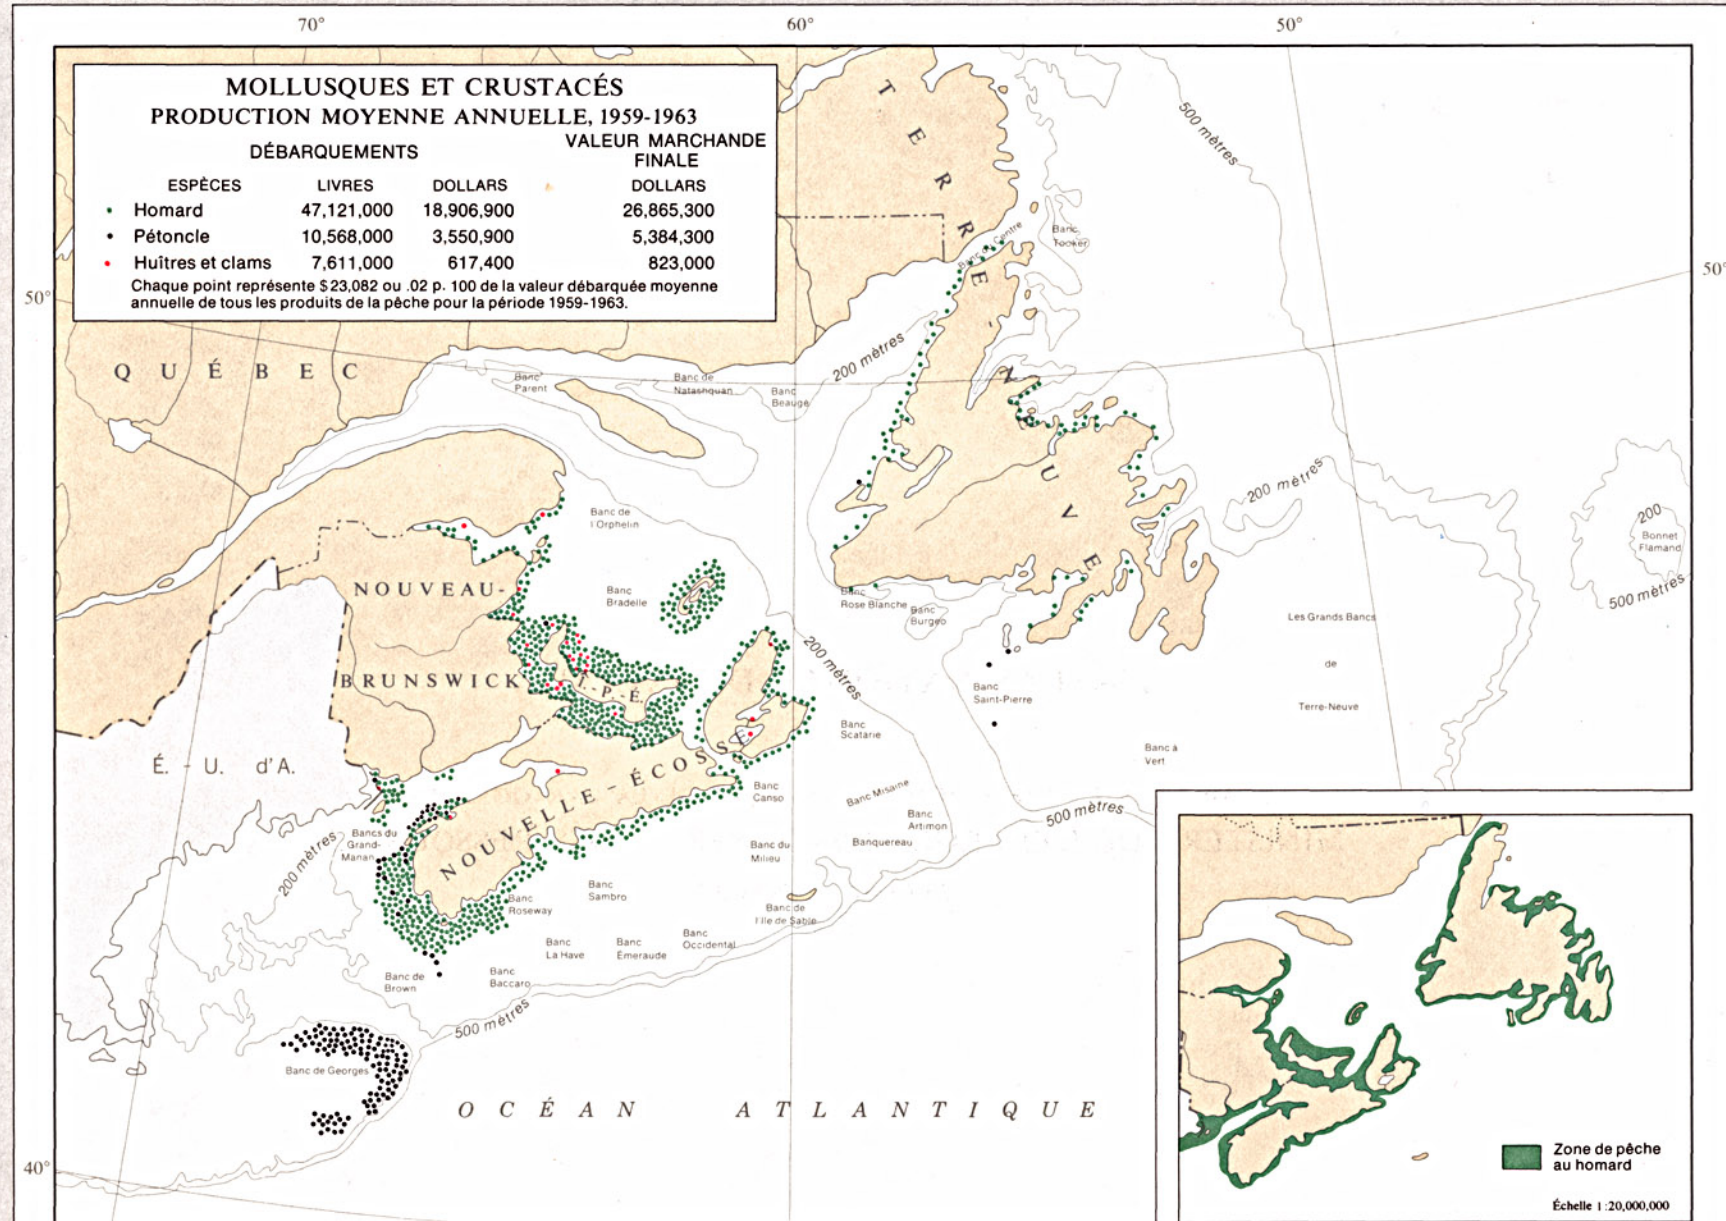 70°
60°
50°
MOLLUSQUES ET CRUSTACÉS
PRODUCTION MOYENNE ANNUELLE, 1959-1963
DÉBARQUEMENTS
VALEUR MARCHANDE
FINALE
ESPÈCES LIVRES DOLLARS DOLLARS
Homard 47,121,000 18,906,900 26,865,300
Pétoncle 10,568,000 3,550,900 5,384,300
Huîtres et clams 7,611,000 617,400 823,000
Chaque point représente $23,082 ou .02 p. 100 de la valeur débarquée moyenne
annuelle de tous les produits de la pêche pour la période 1959-1963.
500 mètres
TERRE-NEUVE
Banc du Centre
Banc
Tooker
50°
50°
200 mètres
QUÉBEC
Banc
Parent
Banc de
Natashquan
Banc
Beaugé
200 mètres
200
Bonnet
Flamand
500 mètres
Banc de
l'Orphelin
NOUVEAU-
BRUNSWICK
Banc
Bradelle
Banc
Rose Blanche
Banc
Burgeo
Les Grands Bancs
de
Terre-Neuve
200 mètres
Î.-P.-É.
Banc
Saint-Pierre
Banc
Scatarie
Banc à
Vert
É.-U. d'A.
NOUVELLE-ÉCOSSE
Banc
Canso
Banc Misaine
Banc
Artimon
500 mètres
Bancs du
Grand-
Manan
200 mètres
Banc du
Milieu
Banquereau
Banc
Roseway
Banc
Sambro
Banc de
l'Ile de Sable
Banc
La Have
Banc
Émeraude
Banc
Occidental
Banc de
Brown
Banc
Baccaro
500 mètres
Banc de Georges
OCÉAN ATLANTIQUE
40°
Zone de pêche
au homard
Échelle 1:20,000,000